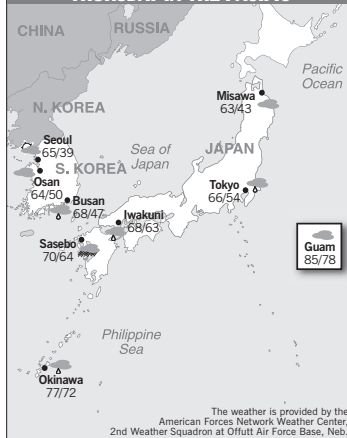 CHINA
RUSSIA
Pacific
Ocean
Misawa
63/43
N. KOREA
Seoul
65/39
Sea of
Japan
JAPAN
S. KOREA
Osan
64/50
Busan
68/47
Tokyo
66/54
Iwakuni
68/63
Sasebo
70/64
Guam
85/78
Philippine
Sea
Okinawa
77/72
The weather is provided by the
American Forces Network Weather Center,
2nd Weather Squadron at Offutt Air Force Base, Neb.